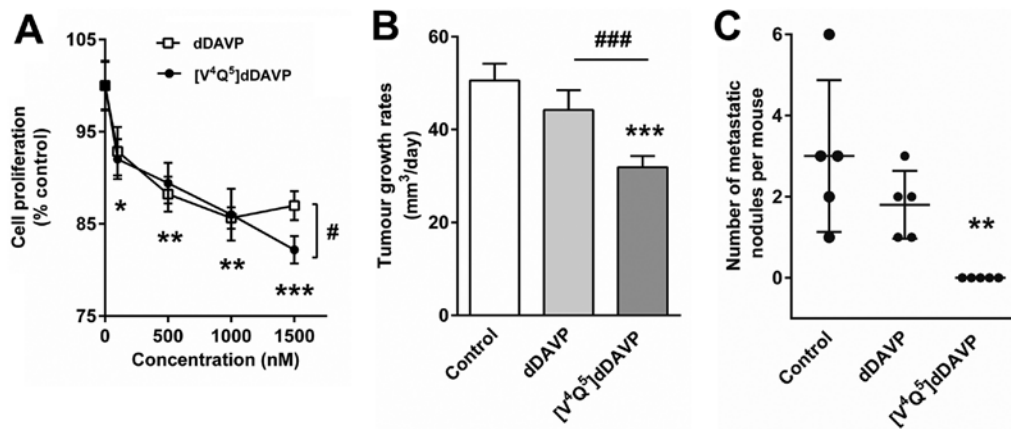 A
dDAVP
[V⁴Q⁵]dDAVP
Cell proliferation
(% control)
105
95
85
75
*
**
**
***
#
0
500
1000
1500
Concentration (nM)
B
Tumour growth rates
(mm³/day)
60
40
20
0
###
***
Control
dDAVP
[V⁴Q⁵]dDAVP
C
Number of metastatic
nodules per mouse
6
4
2
0
**
Control
dDAVP
[V⁴Q⁵]dDAVP